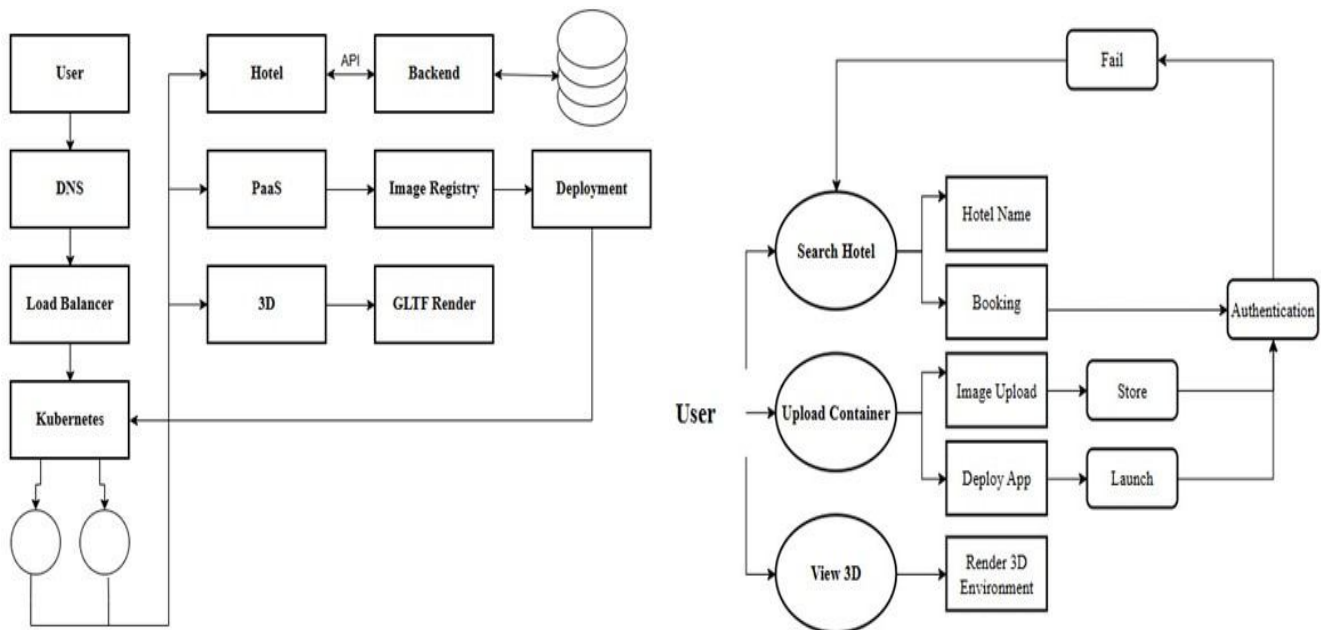 User
Hotel
API
Backend
DNS
PaaS
Image Registry
Deployment
Load Balancer
3D
GLTF Render
Kubernetes
Fail
Search Hotel
Hotel Name
Booking
Authentication
User
Upload Container
Image Upload
Store
Deploy App
Launch
View 3D
Render 3D
Environment